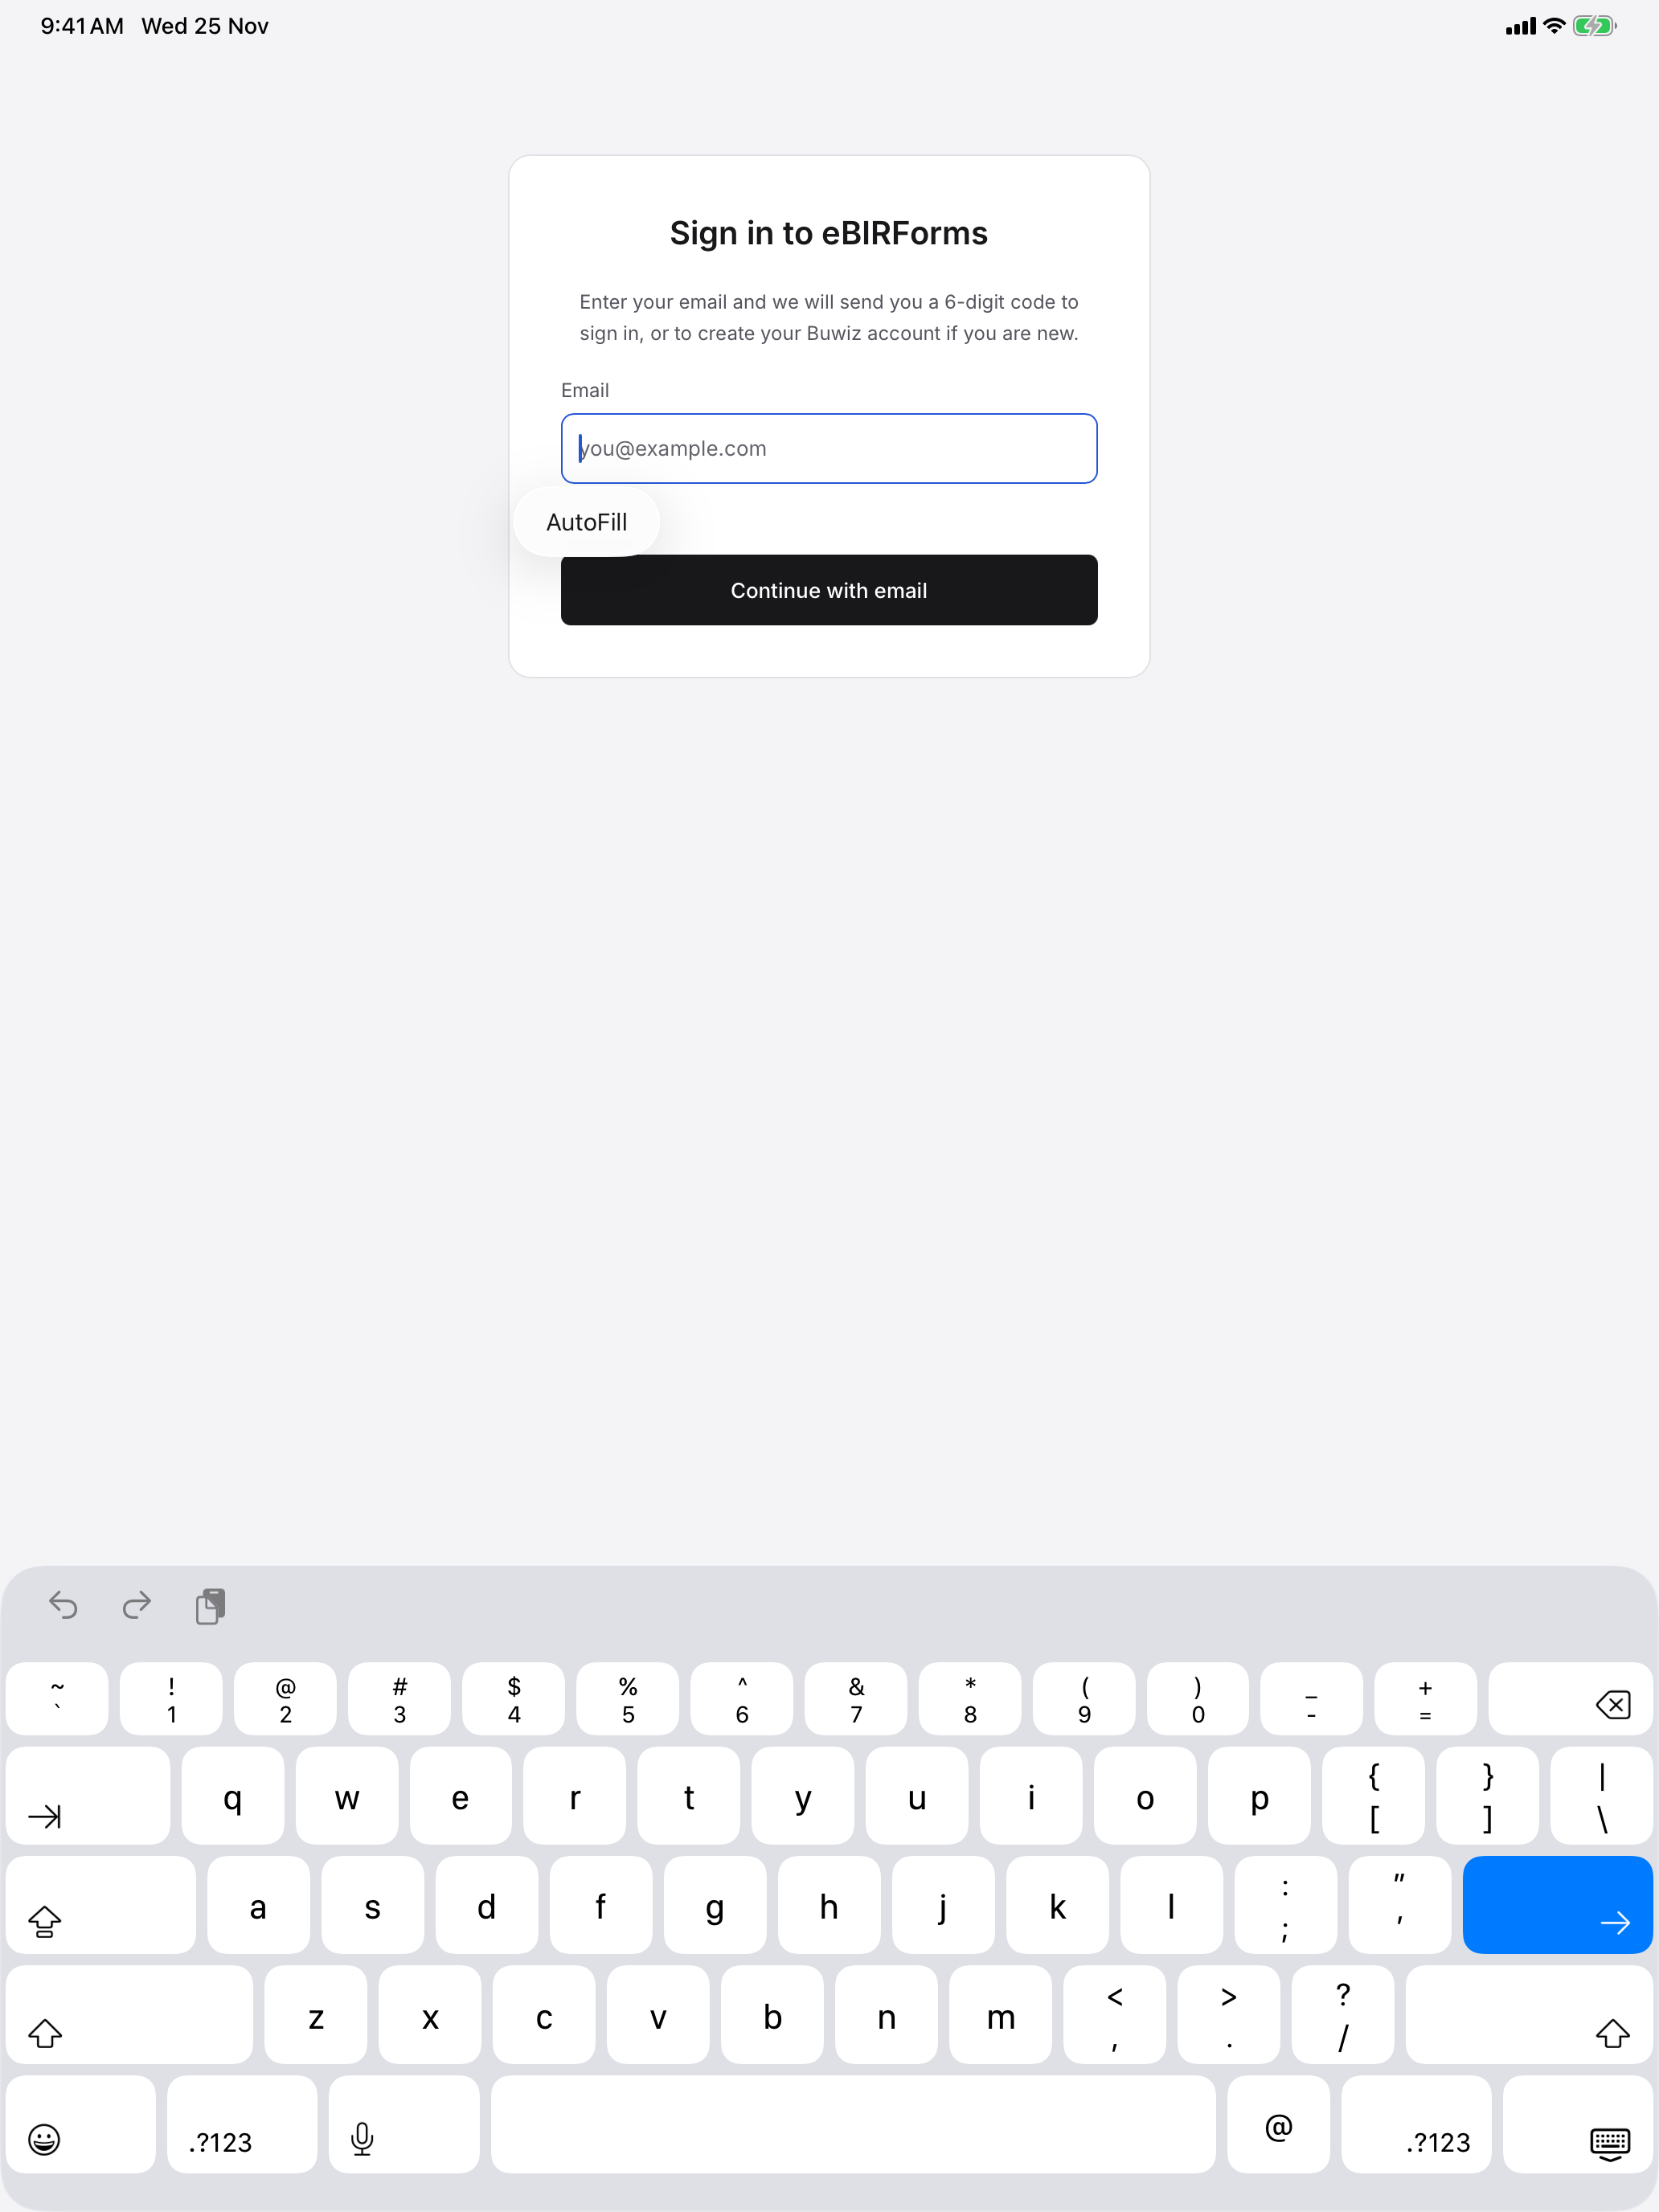 9:41 AM Wed 25 Nov
Sign in to eBIRForms
Enter your email and we will send you a 6-digit code to
sign in, or to create your Buwiz account if you are new.
Email
you@example.com
AutoFill
Continue with email
~ ! @ # $ % ^ & * ( ) _ +
` 1 2 3 4 5 6 7 8 9 0 - =
q w e r t y u i o p { } |
[ ] \
a s d f g h j k l : "
; '
z x c v b n m < > ?
, . /
.?123 @ .?123